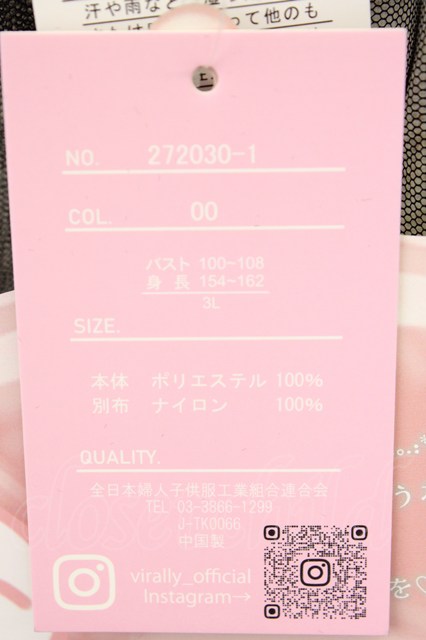 汗や雨など
って他のも
NO. 272030-1
COL. 00
バスト 100~108
身長 154~162
3L
SIZE.
本体 ポリエステル 100%
別布 ナイロン 100%
QUALITY.
全日本婦人子供服工業組合連合会
TEL 03-3866-1299
J-TK0066
中国製
virally_official
Instagram→